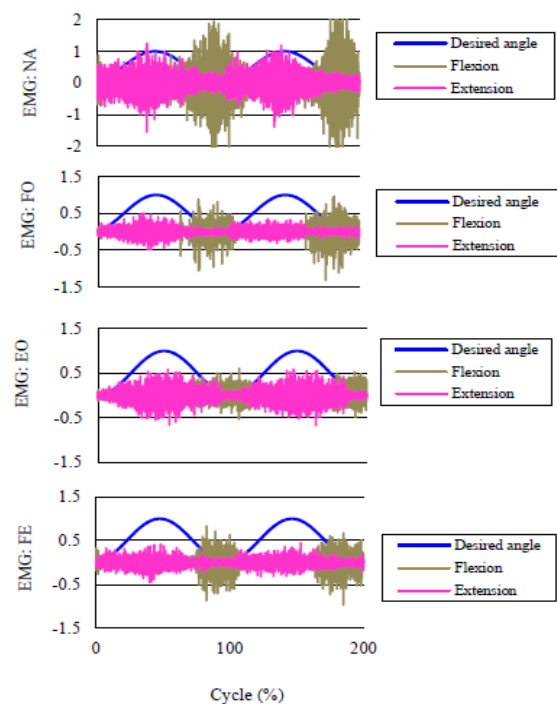 EMG: NA
2
1
0
-1
-2
Desired angle
Flexion
Extension
EMG: FO
1.5
0.5
-0.5
-1.5
Desired angle
Flexion
Extension
EMG: EO
1.5
0.5
-0.5
-1.5
Desired angle
Flexion
Extension
EMG: FE
1.5
0.5
-0.5
-1.5
Desired angle
Flexion
Extension
0 100 200
Cycle (%)